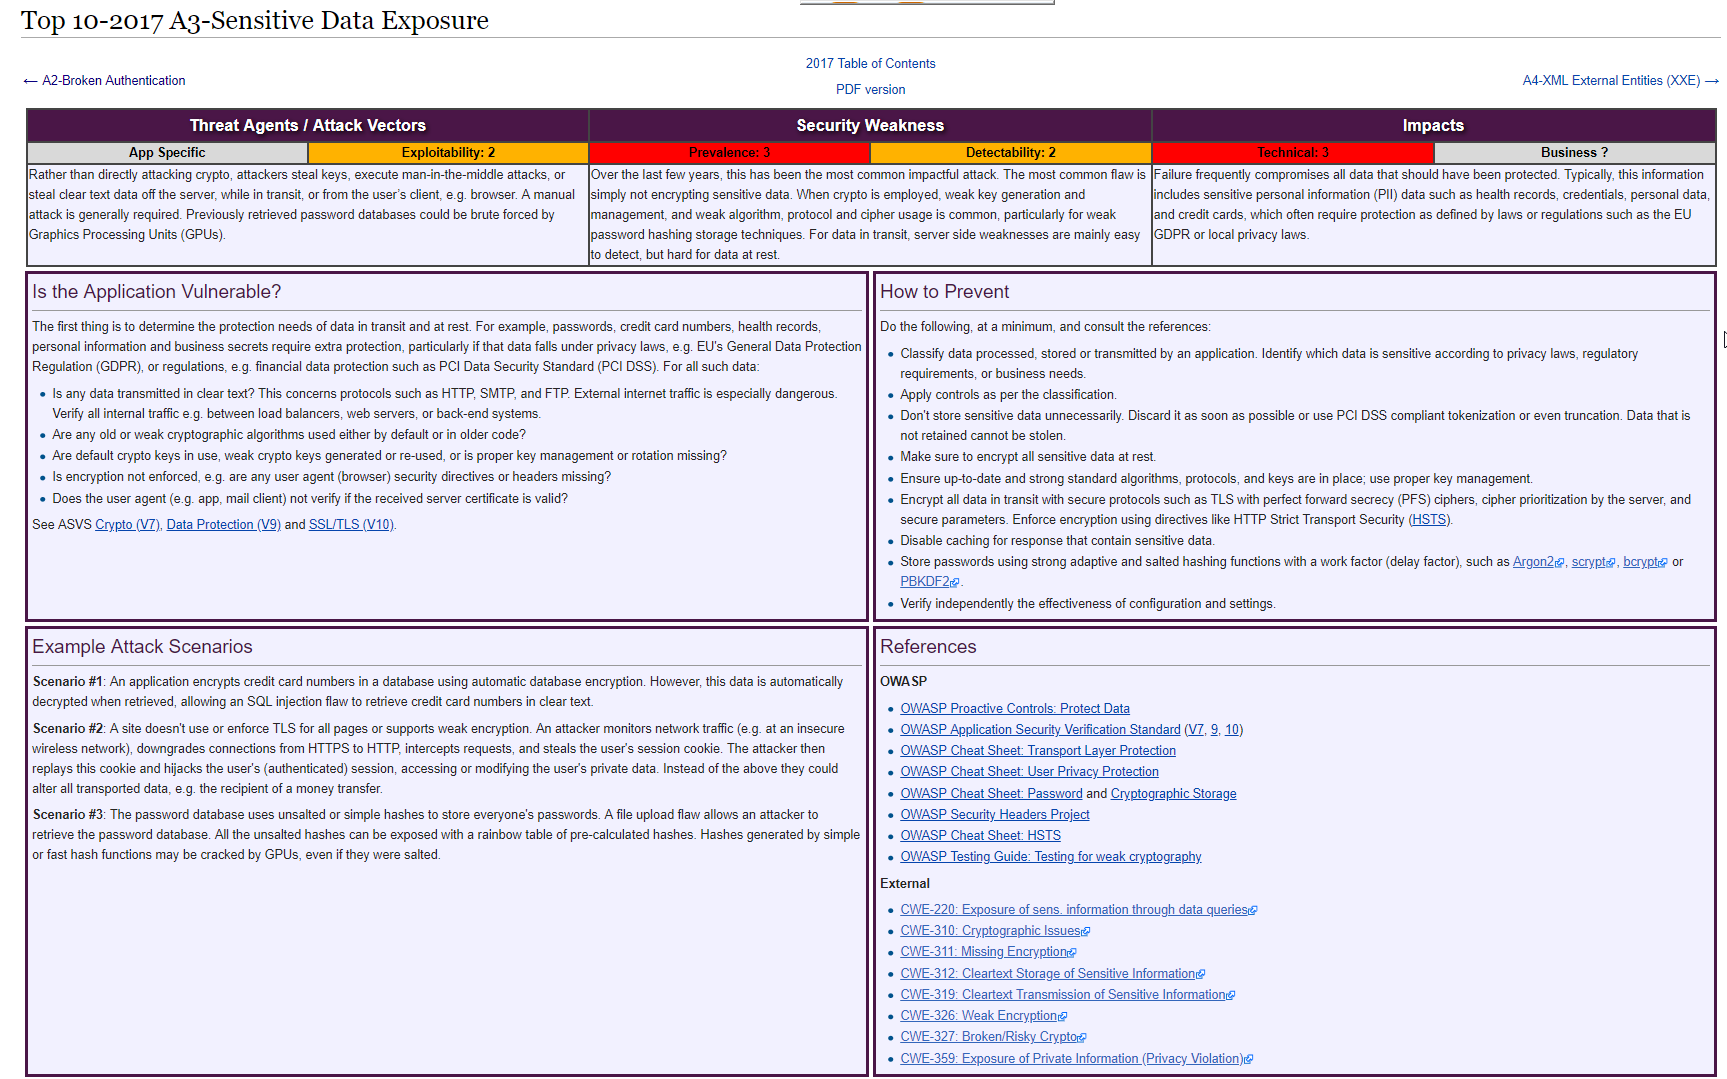 Top 10-2017 A3-Sensitive Data Exposure
← A2-Broken Authentication
2017 Table of Contents
PDF version
A4-XML External Entities (XXE) →
Threat Agents / Attack Vectors
Security Weakness
Impacts
App Specific
Exploitability: 2
Prevalence: 3
Detectability: 2
Technical: 3
Business ?
Rather than directly attacking crypto, attackers steal keys, execute man-in-the-middle attacks, or
steal clear text data off the server, while in transit, or from the user's client, e.g. browser. A manual
attack is generally required. Previously retrieved password databases could be brute forced by
Graphics Processing Units (GPUs).
Over the last few years, this has been the most common impactful attack. The most common flaw is
simply not encrypting sensitive data. When crypto is employed, weak key generation and
management, and weak algorithm, protocol and cipher usage is common, particularly for weak
password hashing storage techniques. For data in transit, server side weaknesses are mainly easy
to detect, but hard for data at rest.
Failure frequently compromises all data that should have been protected. Typically, this information
includes sensitive personal information (PII) data such as health records, credentials, personal data,
and credit cards, which often require protection as defined by laws or regulations such as the EU
GDPR or local privacy laws.
Is the Application Vulnerable?
The first thing is to determine the protection needs of data in transit and at rest. For example, passwords, credit card numbers, health records,
personal information and business secrets require extra protection, particularly if that data falls under privacy laws, e.g. EU's General Data Protection
Regulation (GDPR), or regulations, e.g. financial data protection such as PCI Data Security Standard (PCI DSS). For all such data:
• Is any data transmitted in clear text? This concerns protocols such as HTTP, SMTP, and FTP. External internet traffic is especially dangerous.
Verify all internal traffic e.g. between load balancers, web servers, or back-end systems.
• Are any old or weak cryptographic algorithms used either by default or in older code?
• Are default crypto keys in use, weak crypto keys generated or re-used, or is proper key management or rotation missing?
• Is encryption not enforced, e.g. are any user agent (browser) security directives or headers missing?
• Does the user agent (e.g. app, mail client) not verify if the received server certificate is valid?
See ASVS Crypto (V7), Data Protection (V9) and SSL/TLS (V10).
How to Prevent
Do the following, at a minimum, and consult the references:
• Classify data processed, stored or transmitted by an application. Identify which data is sensitive according to privacy laws, regulatory
requirements, or business needs.
• Apply controls as per the classification.
• Don't store sensitive data unnecessarily. Discard it as soon as possible or use PCI DSS compliant tokenization or even truncation. Data that is
not retained cannot be stolen.
• Make sure to encrypt all sensitive data at rest.
• Ensure up-to-date and strong standard algorithms, protocols, and keys are in place; use proper key management.
• Encrypt all data in transit with secure protocols such as TLS with perfect forward secrecy (PFS) ciphers, cipher prioritization by the server, and
secure parameters. Enforce encryption using directives like HTTP Strict Transport Security (HSTS).
• Disable caching for response that contain sensitive data.
• Store passwords using strong adaptive and salted hashing functions with a work factor (delay factor), such as Argon2, scrypt, bcrypt or
PBKDF2.
• Verify independently the effectiveness of configuration and settings.
Example Attack Scenarios
Scenario #1: An application encrypts credit card numbers in a database using automatic database encryption. However, this data is automatically
decrypted when retrieved, allowing an SQL injection flaw to retrieve credit card numbers in clear text.
Scenario #2: A site doesn't use or enforce TLS for all pages or supports weak encryption. An attacker monitors network traffic (e.g. at an insecure
wireless network), downgrades connections from HTTPS to HTTP, intercepts requests, and steals the user's session cookie. The attacker then
replays this cookie and hijacks the user's (authenticated) session, accessing or modifying the user's private data. Instead of the above they could
alter all transported data, e.g. the recipient of a money transfer.
Scenario #3: The password database uses unsalted or simple hashes to store everyone's passwords. A file upload flaw allows an attacker to
retrieve the password database. All the unsalted hashes can be exposed with a rainbow table of pre-calculated hashes. Hashes generated by simple
or fast hash functions may be cracked by GPUs, even if they were salted.
References
OWASP
• OWASP Proactive Controls: Protect Data
• OWASP Application Security Verification Standard (V7, 9, 10)
• OWASP Cheat Sheet: Transport Layer Protection
• OWASP Cheat Sheet: User Privacy Protection
• OWASP Cheat Sheet: Password and Cryptographic Storage
• OWASP Security Headers Project
• OWASP Cheat Sheet: HSTS
• OWASP Testing Guide: Testing for weak cryptography
External
• CWE-220: Exposure of sens. information through data queries
• CWE-310: Cryptographic Issues
• CWE-311: Missing Encryption
• CWE-312: Cleartext Storage of Sensitive Information
• CWE-319: Cleartext Transmission of Sensitive Information
• CWE-326: Weak Encryption
• CWE-327: Broken/Risky Crypto
• CWE-359: Exposure of Private Information (Privacy Violation)